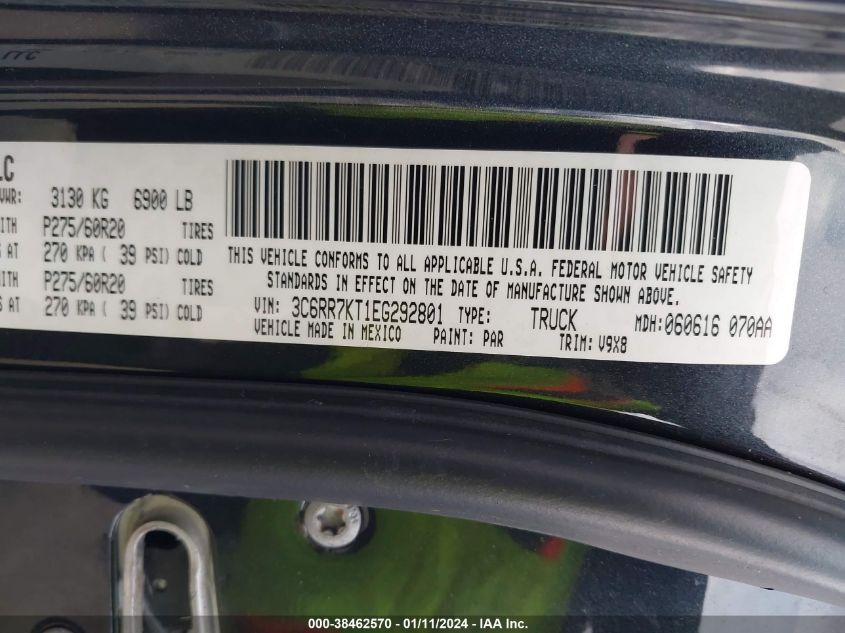 LC
VWR: 3130 KG 6900 LB
ITH P275/60R20 TIRES
S AT 270 KPA ( 39 PSI) COLD
ITH P275/60R20 TIRES
S AT 270 KPA ( 39 PSI) COLD
THIS VEHICLE CONFORMS TO ALL APPLICABLE U.S.A. FEDERAL MOTOR VEHICLE SAFETY
STANDARDS IN EFFECT ON THE DATE OF MANUFACTURE SHOWN ABOVE.
VIN: 3C6RR7KT1EG292801 TYPE: TRUCK MDH:060616 070AA
VEHICLE MADE IN MEXICO PAINT: PAR TRIM: V9X8
000-38462570 - 01/11/2024 - IAA Inc.